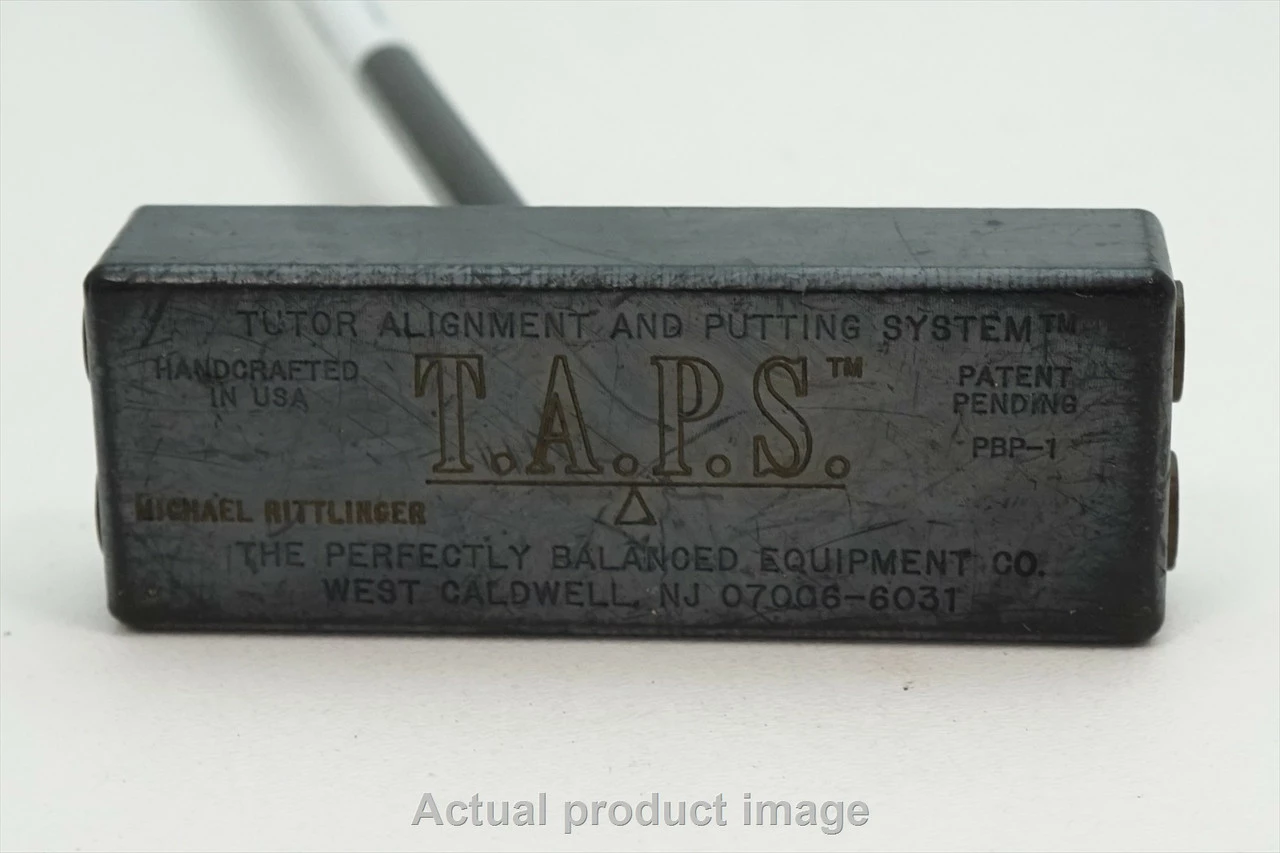 TUTOR ALIGNMENT AND PUTTING SYSTEM™
HANDCRAFTED
IN USA
T.A.P.S.™
PATENT
PENDING
PBP-1
MICHAEL RITTLINGER
THE PERFECTLY BALANCED EQUIPMENT CO.
WEST CALDWELL, NJ 07006-6031
Actual product image